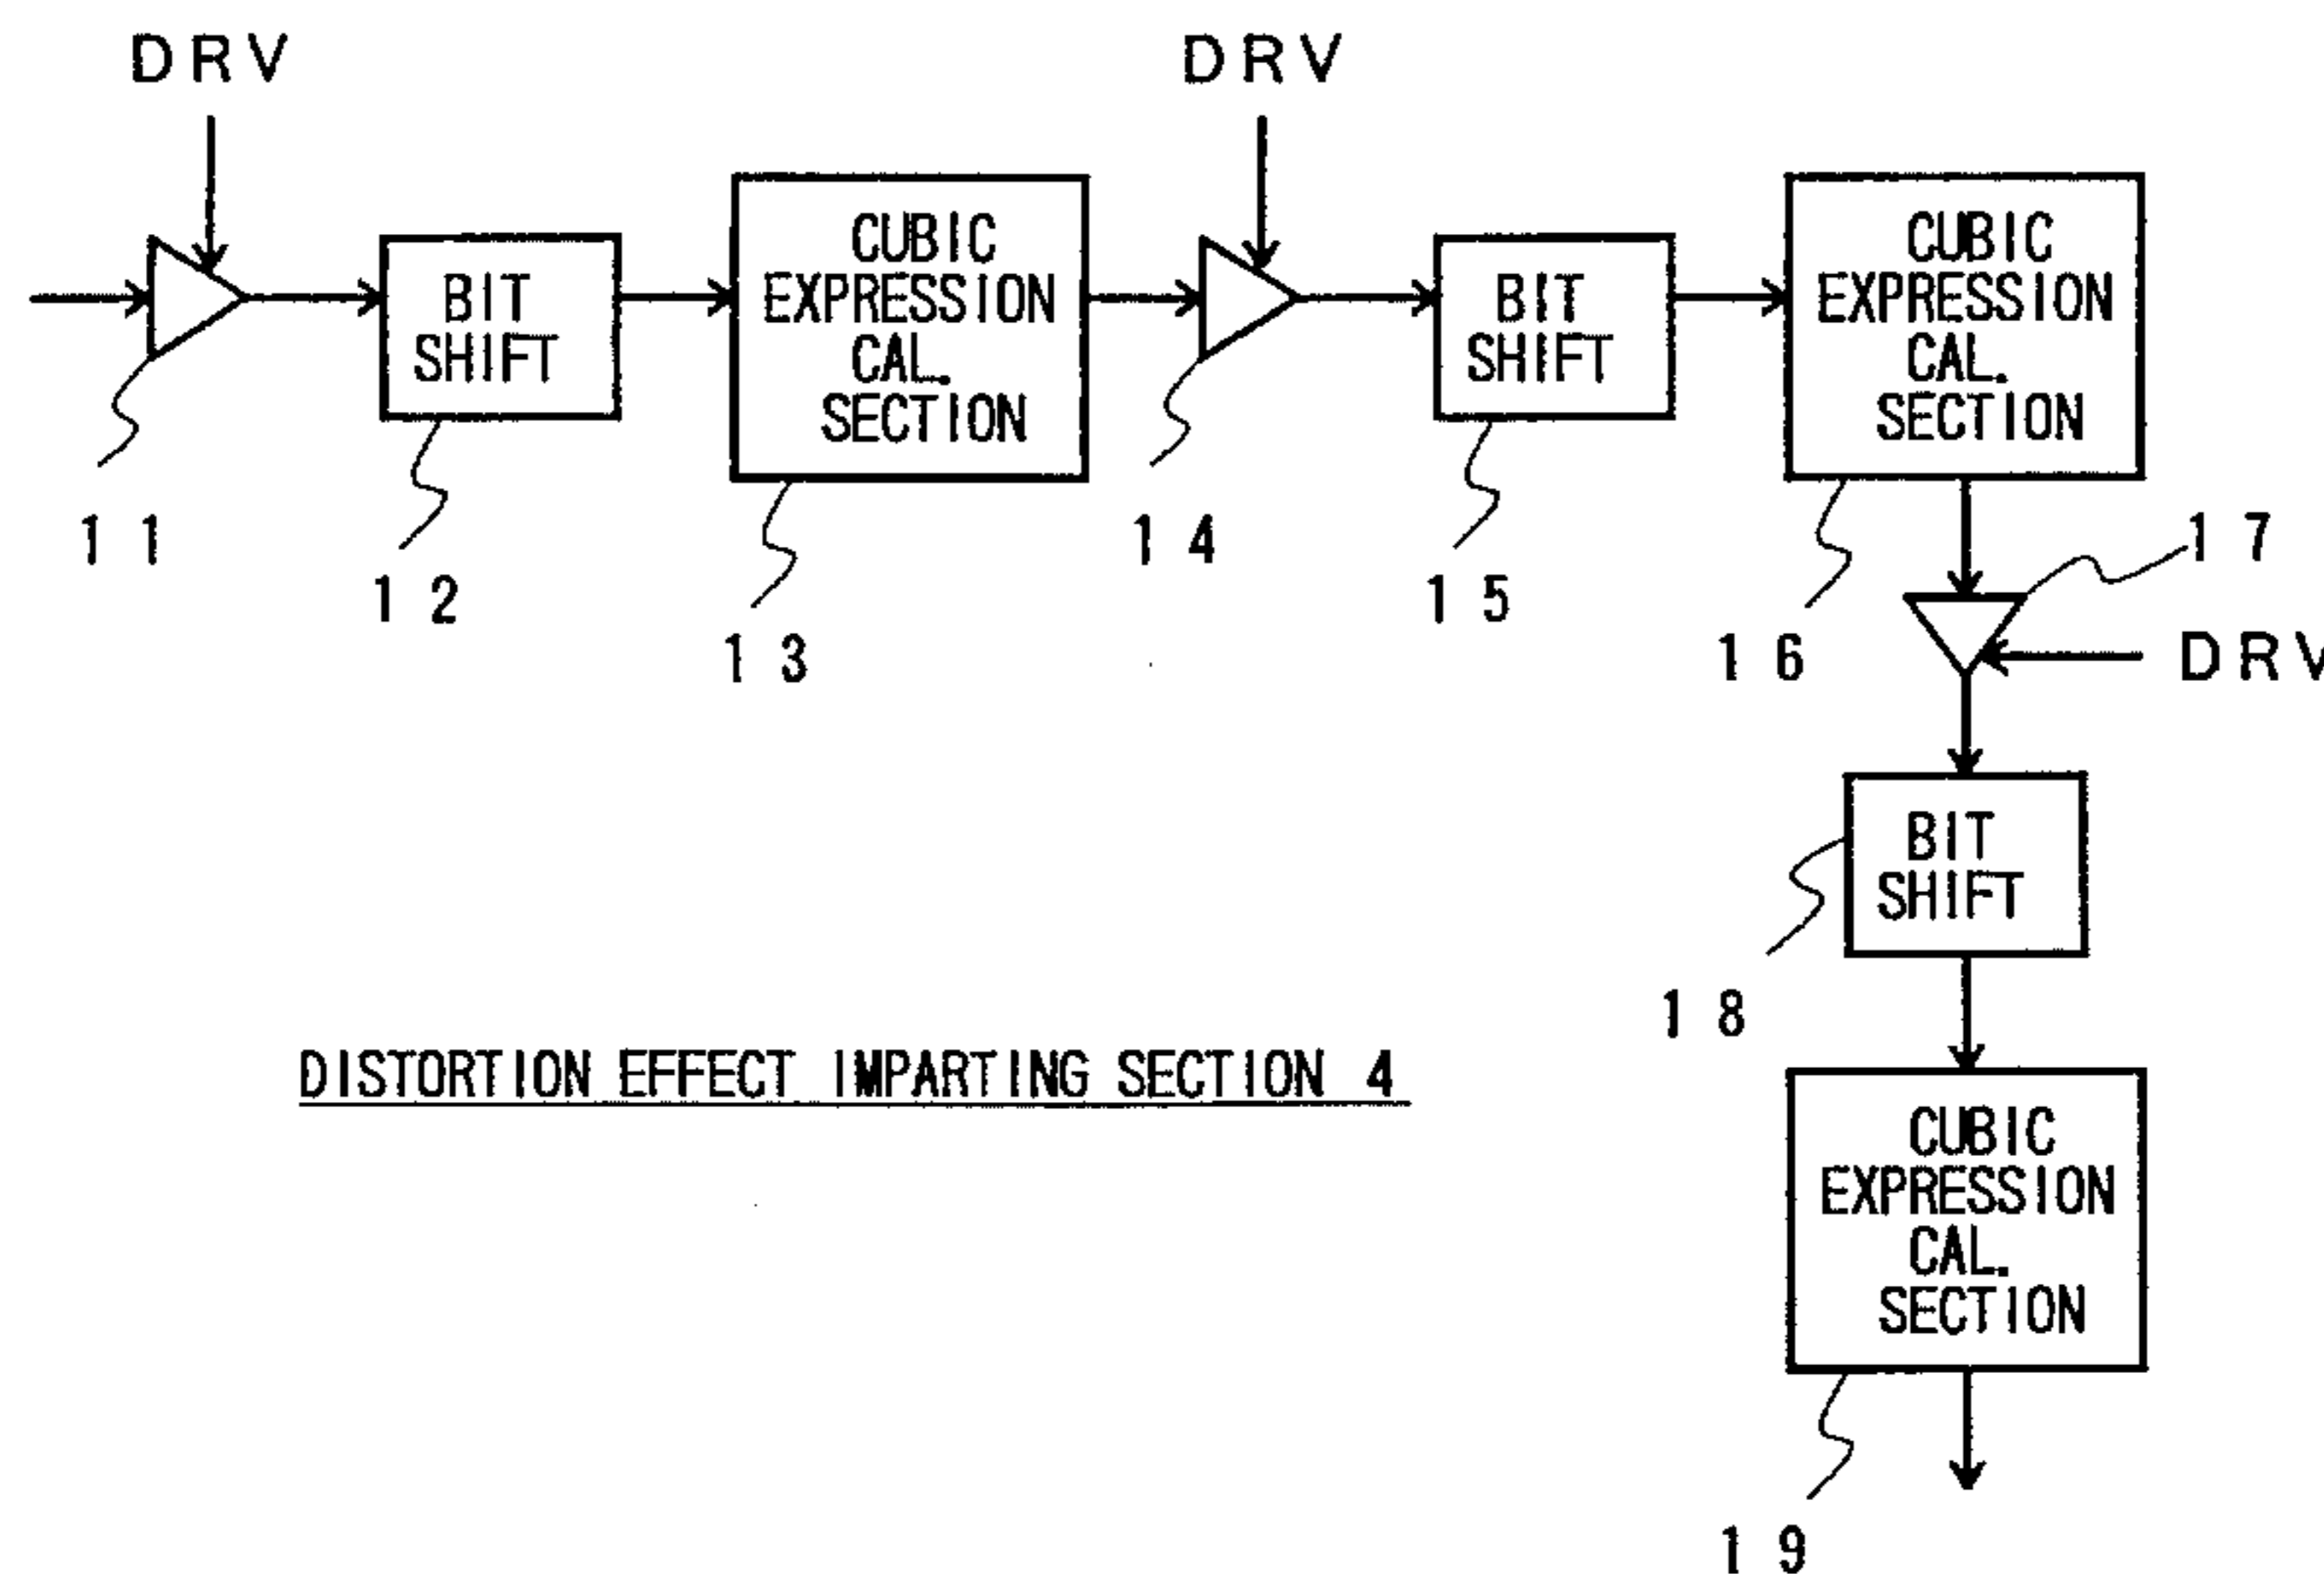 DRV
DRV
BIT
SHIFT
CUBIC
EXPRESSION
CAL.
SECTION
BIT
SHIFT
CUBIC
EXPRESSION
CAL.
SECTION
11
12
13
14
15
16
17
DRV
BIT
SHIFT
18
DISTORTION EFFECT IMPARTING SECTION 4
CUBIC
EXPRESSION
CAL.
SECTION
19